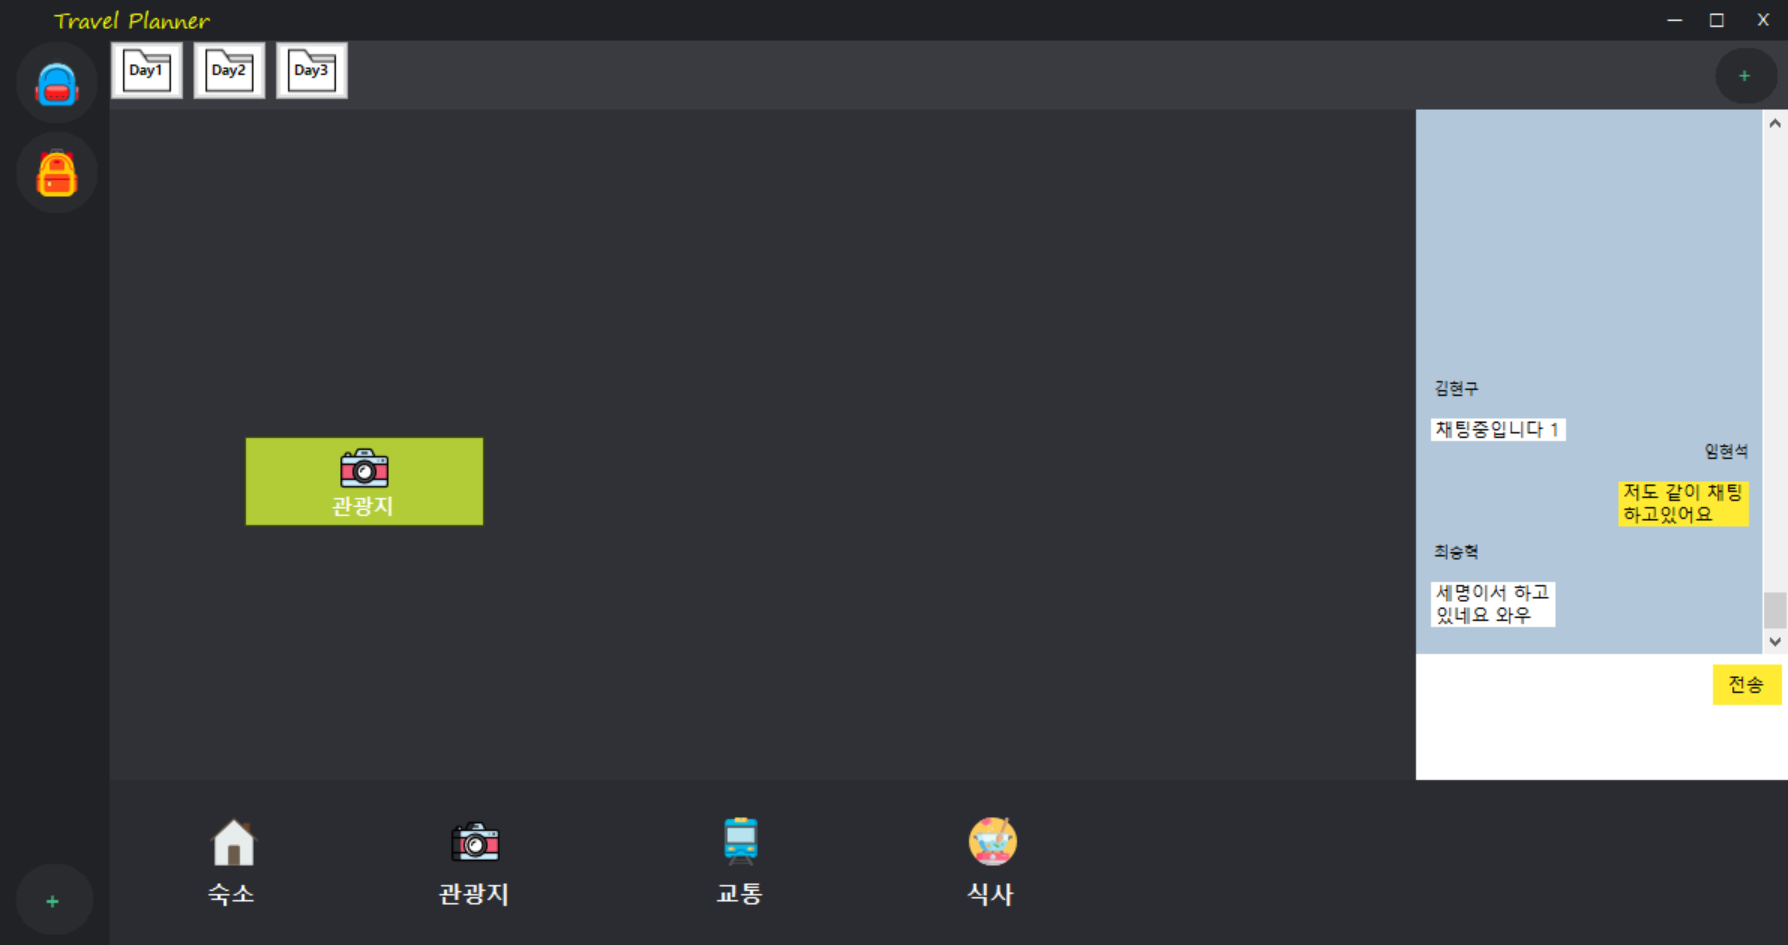 Travel Planner
Day1
Day2
Day3
+
관광지
김현구
채팅중입니다 1
임현석
저도 같이 채팅
하고있어요
최승혁
세명이서 하고
있네요 와우
전송
숙소
관광지
교통
식사
+